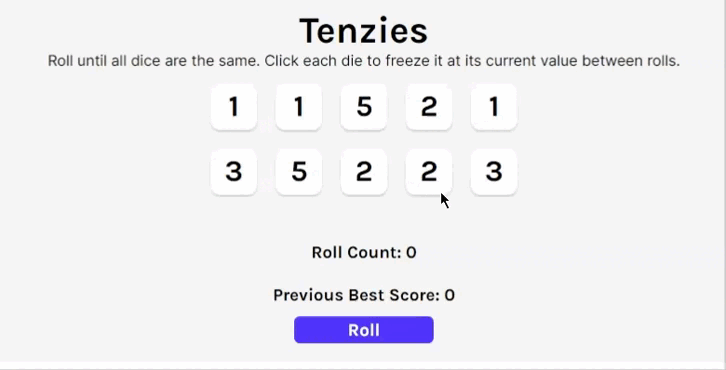 Tenzies
Roll until all dice are the same. Click each die to freeze it at its current value between rolls.
1 1 5 2 1
3 5 2 2 3
Roll Count: 0
Previous Best Score: 0
Roll